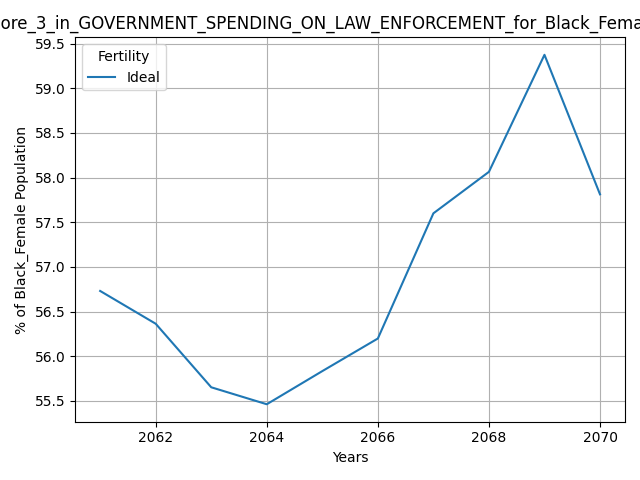 ore_3_in_GOVERNMENT_SPENDING_ON_LAW_ENFORCEMENT_for_Black_Fema
Fertility
Ideal
% of Black_Female Population
59.5
59.0
58.5
58.0
57.5
57.0
56.5
56.0
55.5
2062
2064
2066
2068
2070
Years